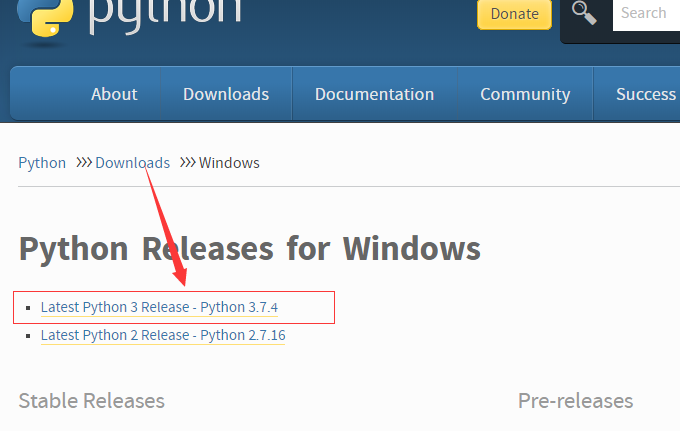 python
Donate
Search
About Downloads Documentation Community Success
Python >>> Downloads >>> Windows
Python Releases for Windows
Latest Python 3 Release - Python 3.7.4
Latest Python 2 Release - Python 2.7.16
Stable Releases Pre-releases